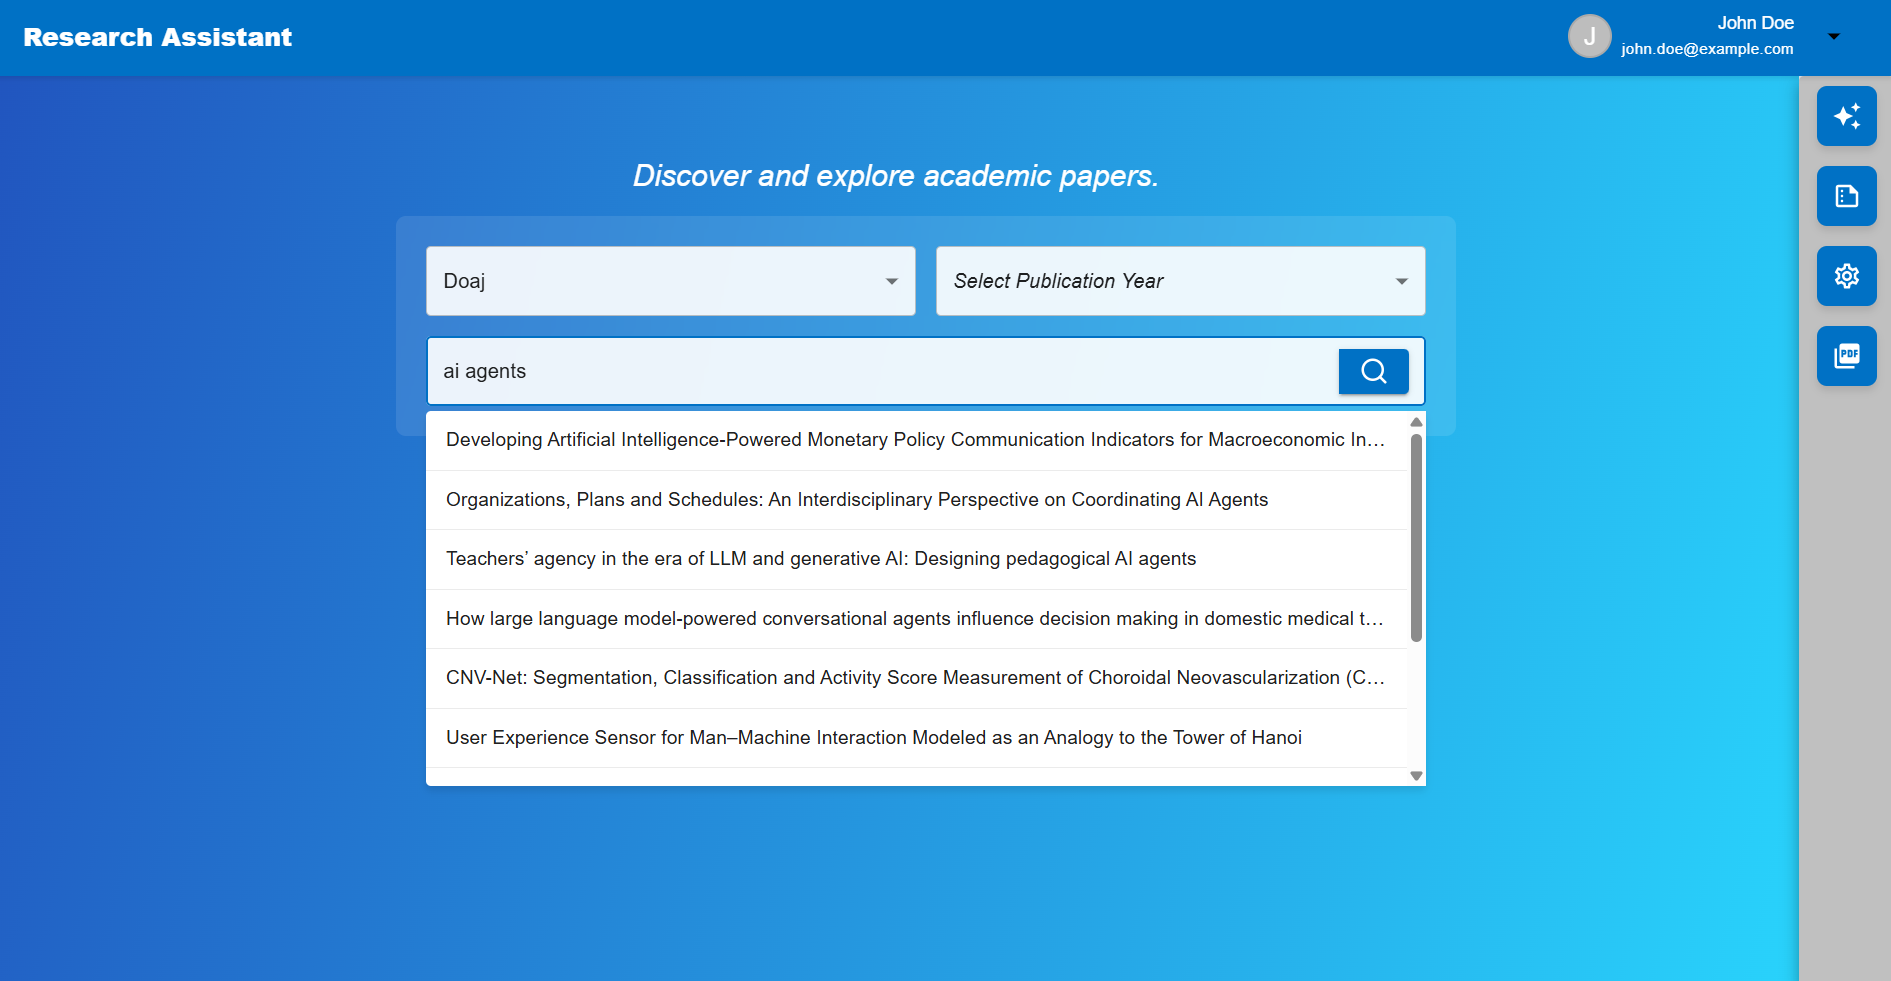 Research Assistant
J
John Doe
john.doe@example.com
Discover and explore academic papers.
Doaj
Select Publication Year
ai agents
Developing Artificial Intelligence-Powered Monetary Policy Communication Indicators for Macroeconomic In...
Organizations, Plans and Schedules: An Interdisciplinary Perspective on Coordinating AI Agents
Teachers’ agency in the era of LLM and generative AI: Designing pedagogical AI agents
How large language model-powered conversational agents influence decision making in domestic medical t...
CNV-Net: Segmentation, Classification and Activity Score Measurement of Choroidal Neovascularization (C...
User Experience Sensor for Man–Machine Interaction Modeled as an Analogy to the Tower of Hanoi
PDF